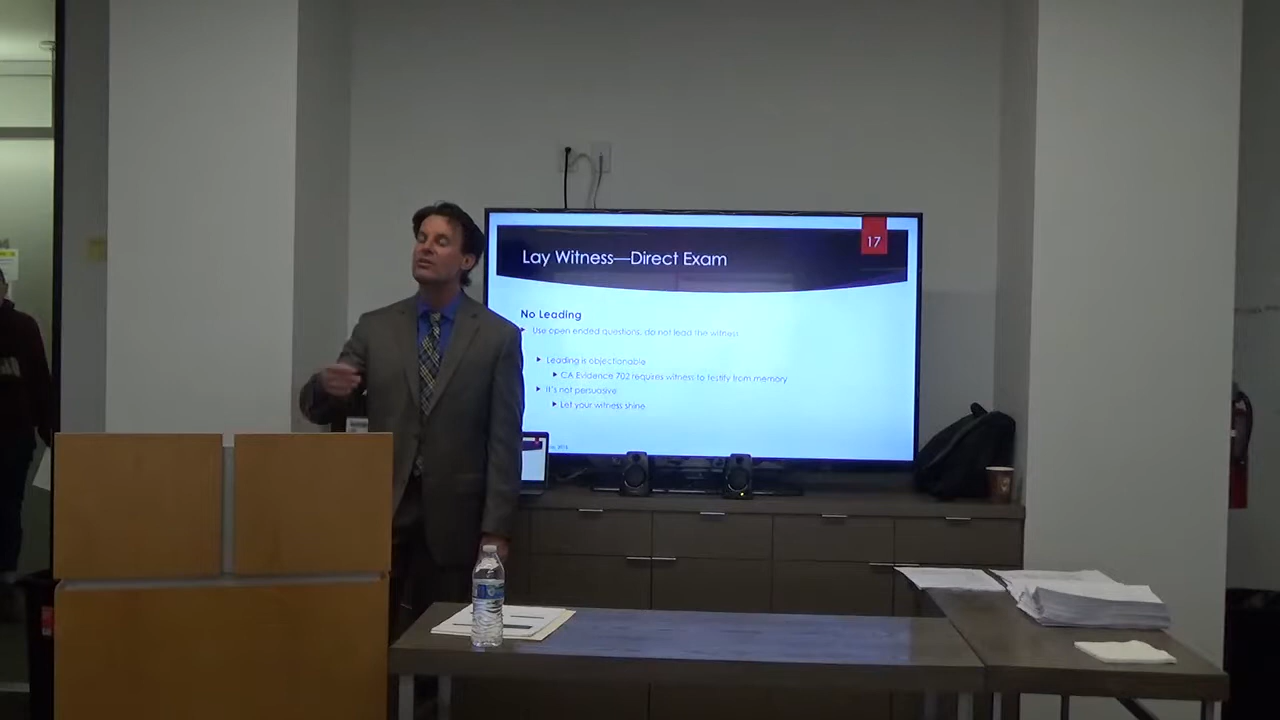 17
Lay Witness—Direct Exam
No Leading
Use open ended questions, do not lead the witness
Leading is objectionable
CA Evidence 702 requires witness to testify from memory
It's not persuasive
Let your witness shine